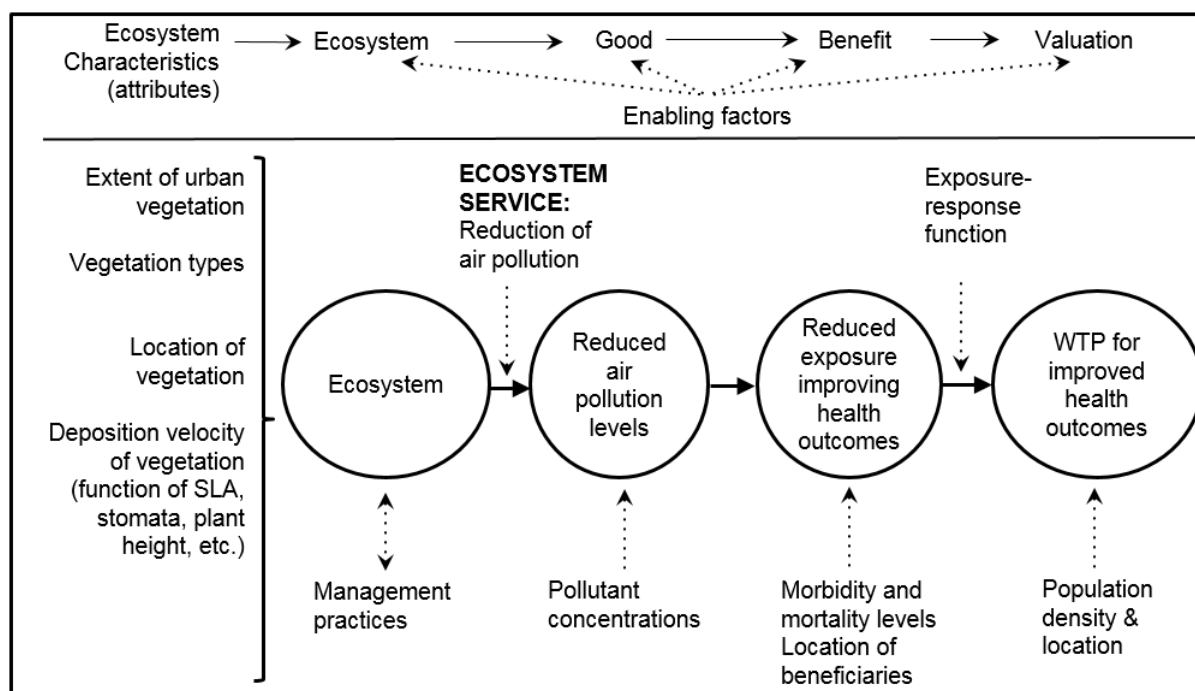 Ecosystem
Characteristics
(attributes)
Ecosystem
Good
Benefit
Valuation
Enabling factors
Extent of urban
vegetation
Vegetation types
Location of
vegetation
Deposition velocity
of vegetation
(function of SLA,
stomata, plant
height, etc.)
ECOSYSTEM
SERVICE:
Reduction of
air pollution
Exposure-
response
function
Ecosystem
Reduced
air
pollution
levels
Reduced
exposure
improving
health
outcomes
WTP for
improved
health
outcomes
Management
practices
Pollutant
concentrations
Morbidity and
mortality levels
Location of
beneficiaries
Population
density &
location